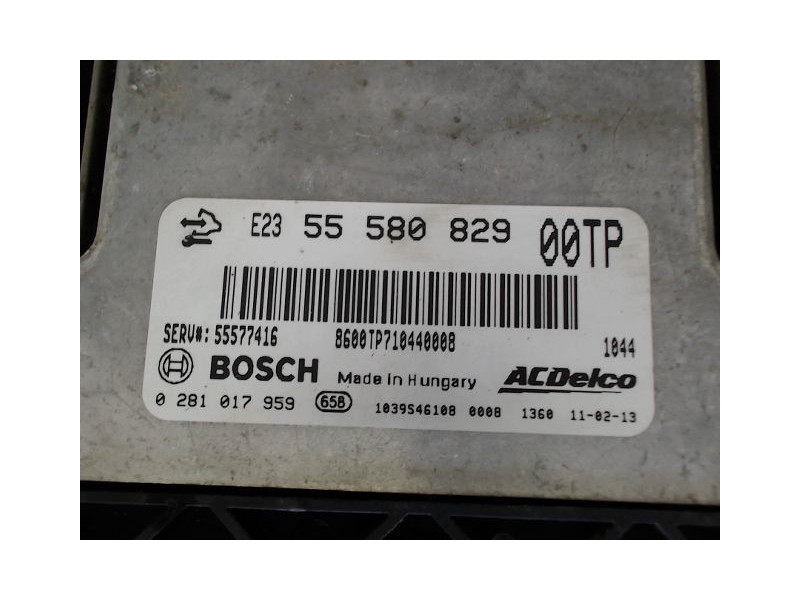 E23 55 580 829 00TP
SERV#: 55577416 8600TP710440008 1044
BOSCH Made in Hungary ACDelco
0 281 017 959 658 1039S46108 0008 1360 11-02-13